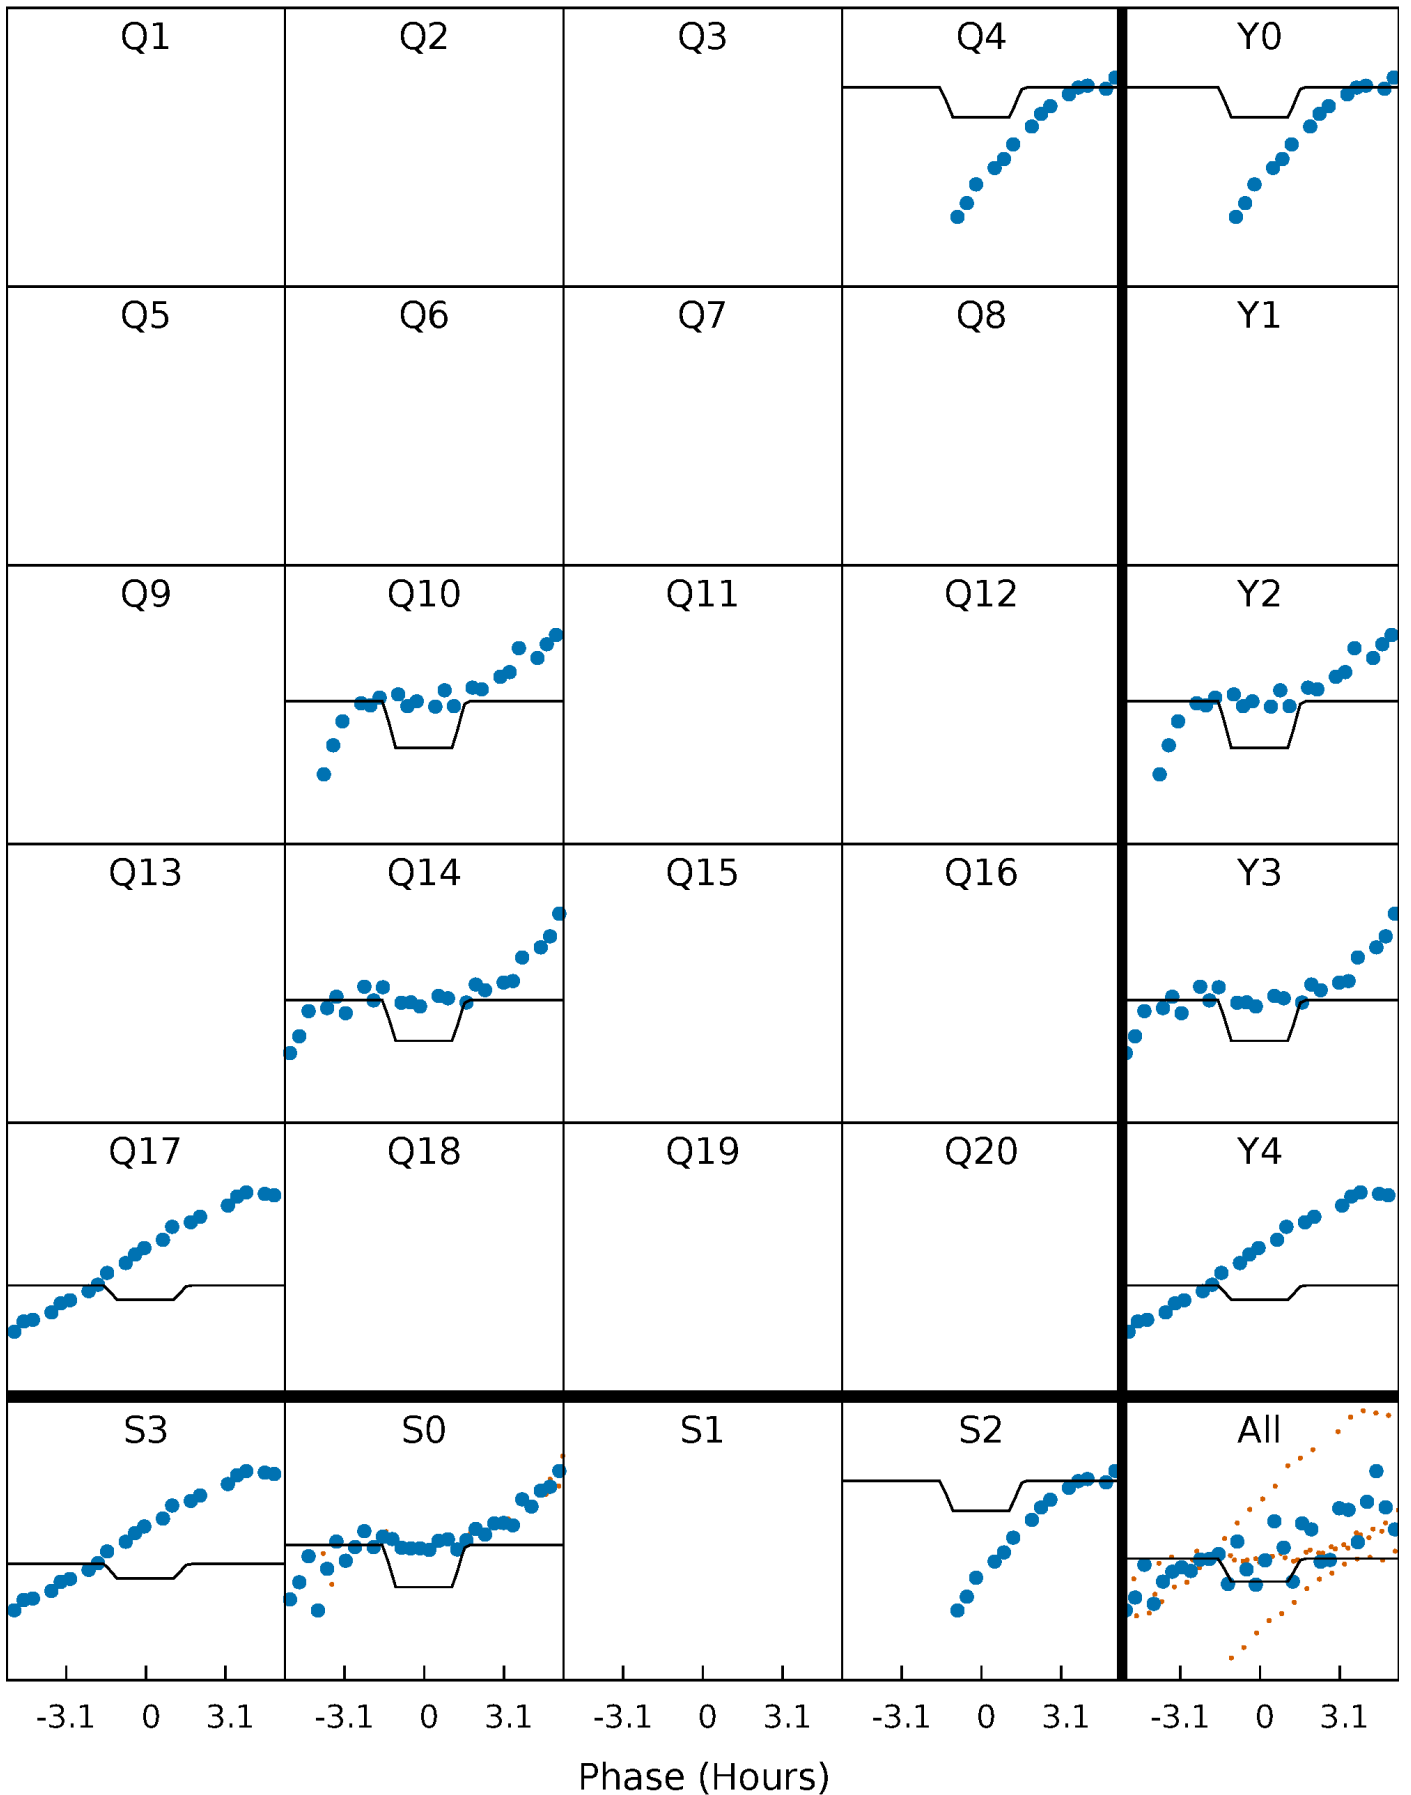 Q1 Q2 Q3 Q4 Y0
Q5 Q6 Q7 Q8 Y1
Q9 Q10 Q11 Q12 Y2
Q13 Q14 Q15 Q16 Y3
Q17 Q18 Q19 Q20 Y4
S3 S0 S1 S2 All
-3.1 0 3.1 -3.1 0 3.1 -3.1 0 3.1 -3.1 0 3.1 -3.1 0 3.1
Phase (Hours)